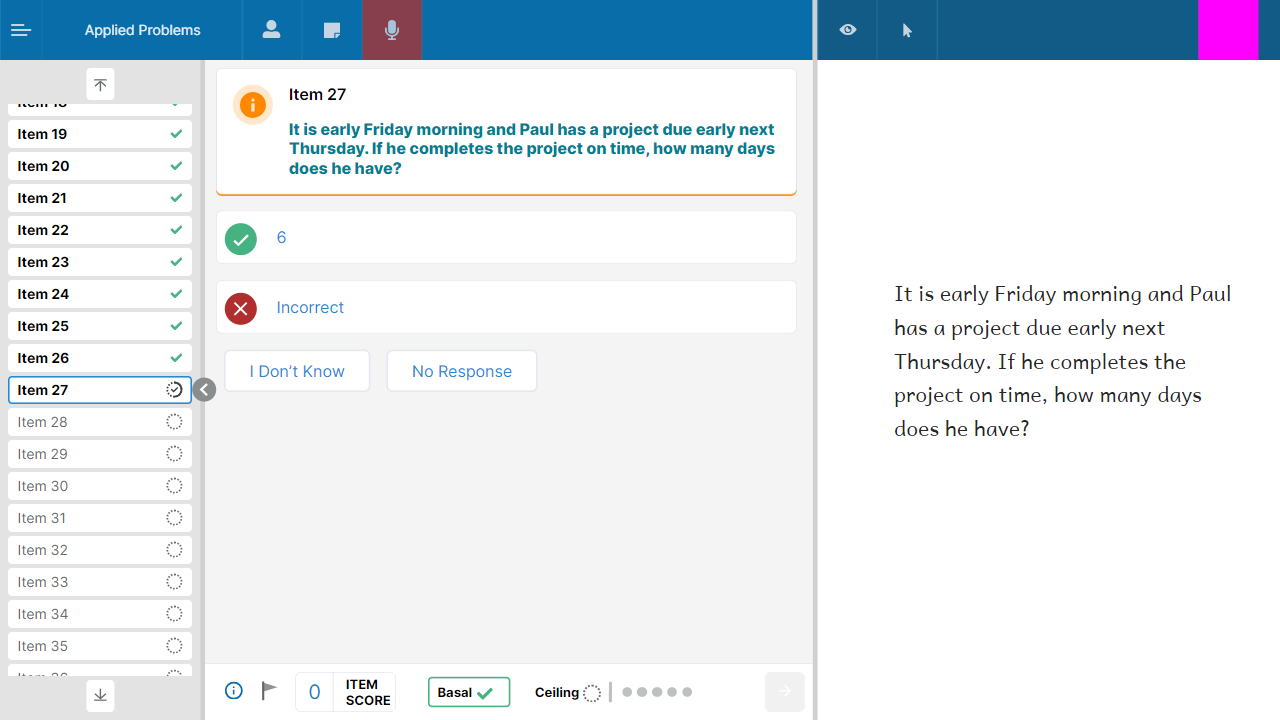 Applied Problems
Item 19
Item 20
Item 21
Item 22
Item 23
Item 24
Item 25
Item 26
Item 27
Item 28
Item 29
Item 30
Item 31
Item 32
Item 33
Item 34
Item 35
Item 27
It is early Friday morning and Paul has a project due early next
Thursday. If he completes the project on time, how many days
does he have?
6
Incorrect
I Don’t Know
No Response
0
ITEM
SCORE
Basal
Ceiling
It is early Friday morning and Paul
has a project due early next
Thursday. If he completes the
project on time, how many days
does he have?